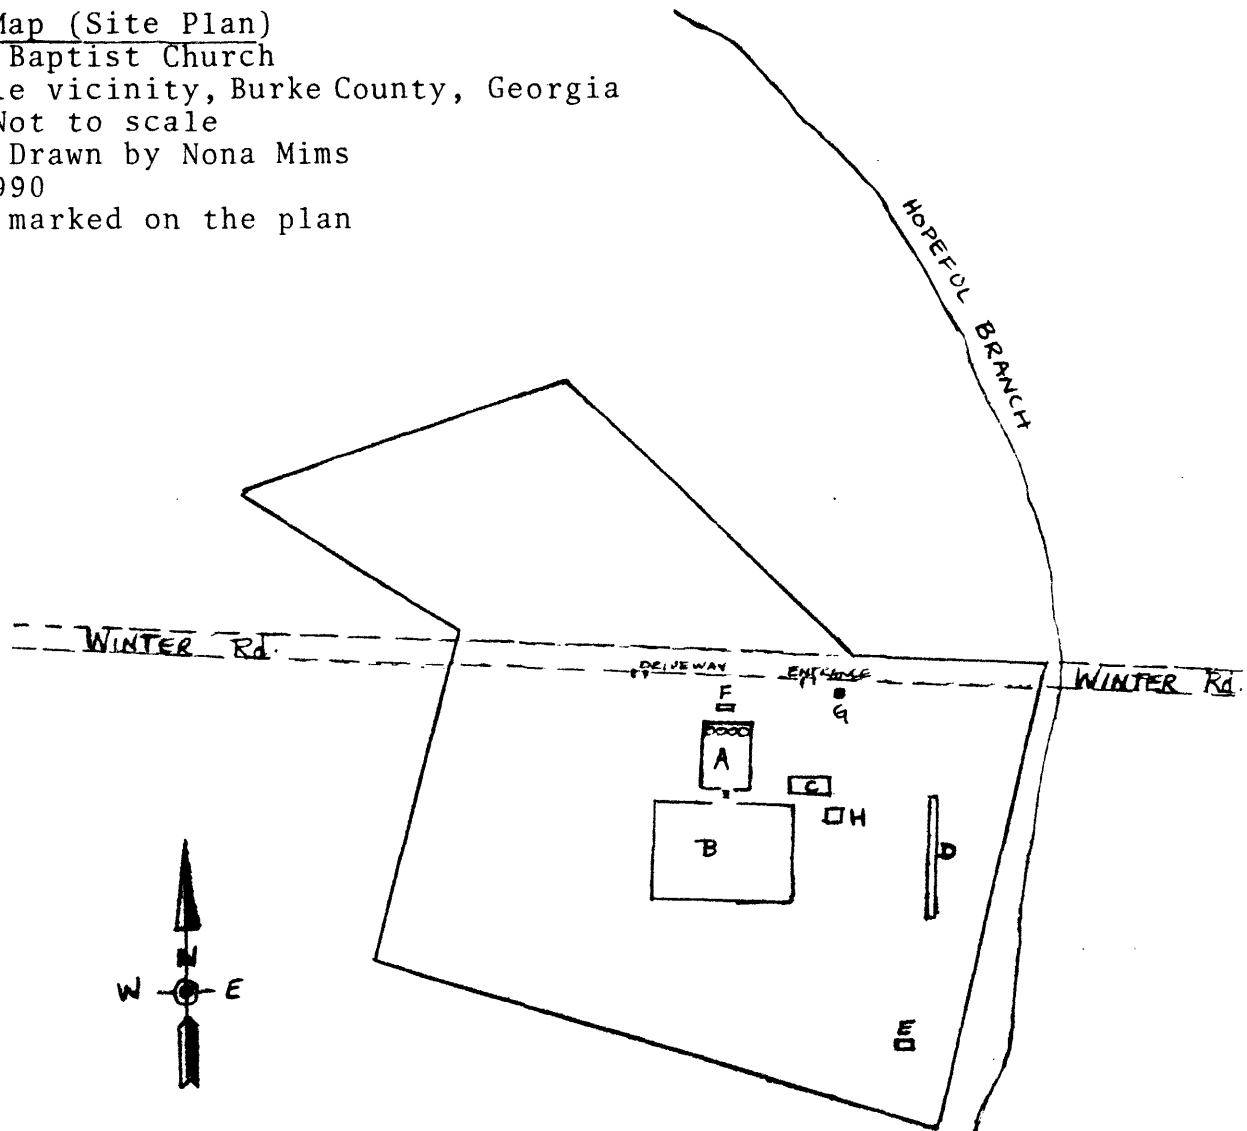 Map (Site Plan)
Baptist Church
le vicinity, Burke County, Georgia
Not to scale
Drawn by Nona Mims
990
marked on the plan
HOPEFUL BRANCH
WINTER Rd.
DRIVEWAY
ENTRANCE
WINTER Rd.
F
G
A
C
H
B
D
N
W E
E